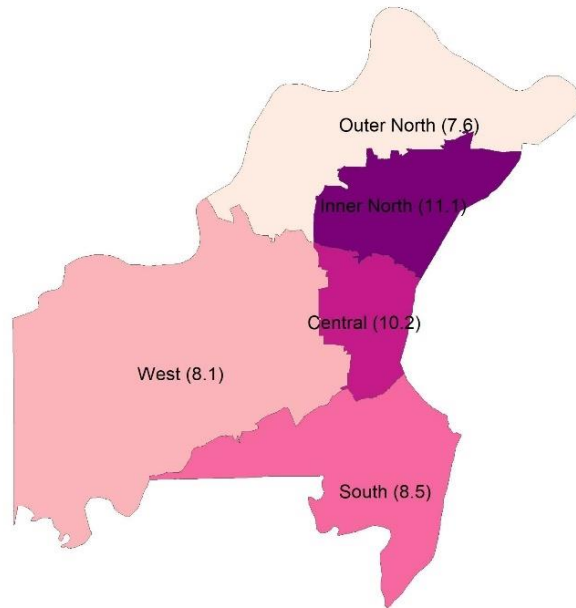 Outer North (7.6)
Inner North (11.1)
Central (10.2)
West (8.1)
South (8.5)